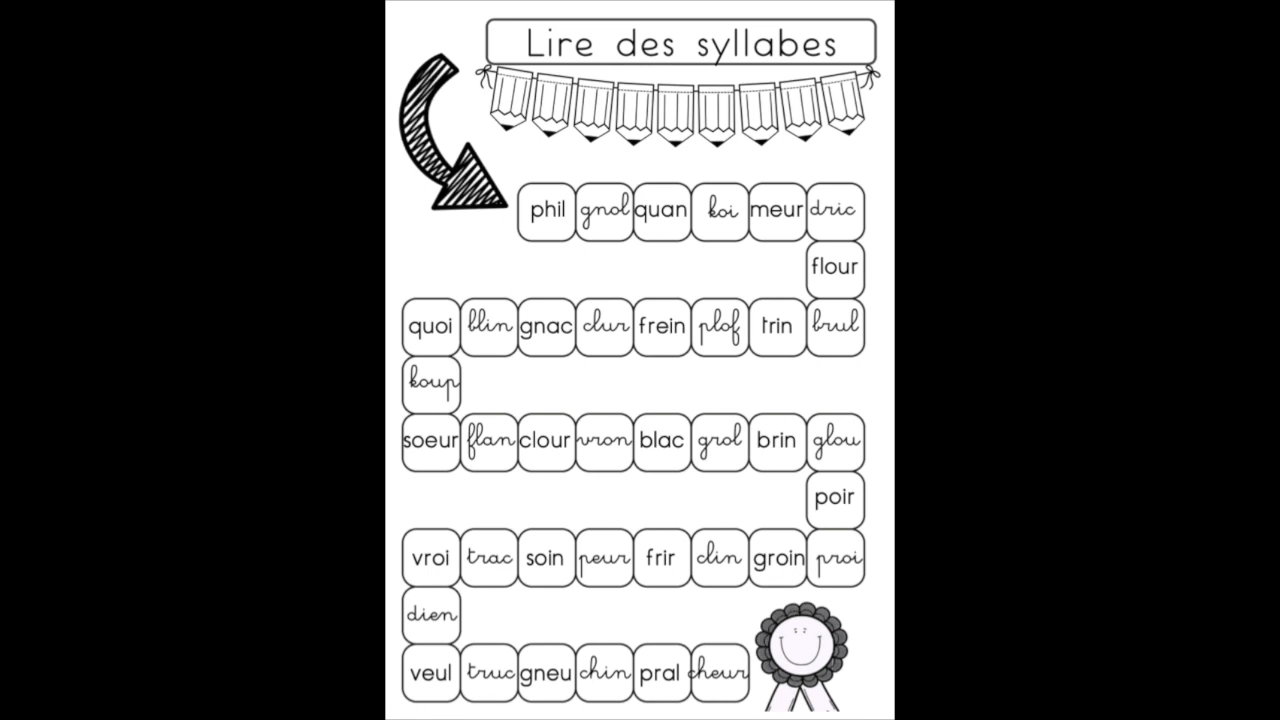 Lire des syllabes
phil gnol quan koi meur dric
flour
quoi blin gnac clur frein plof trin brul
koup
soeur flan clour vron blac grol brin glou
poir
vroi trac soin peur frir clin groin proi
dien
veul truc gneu chin pral cheur